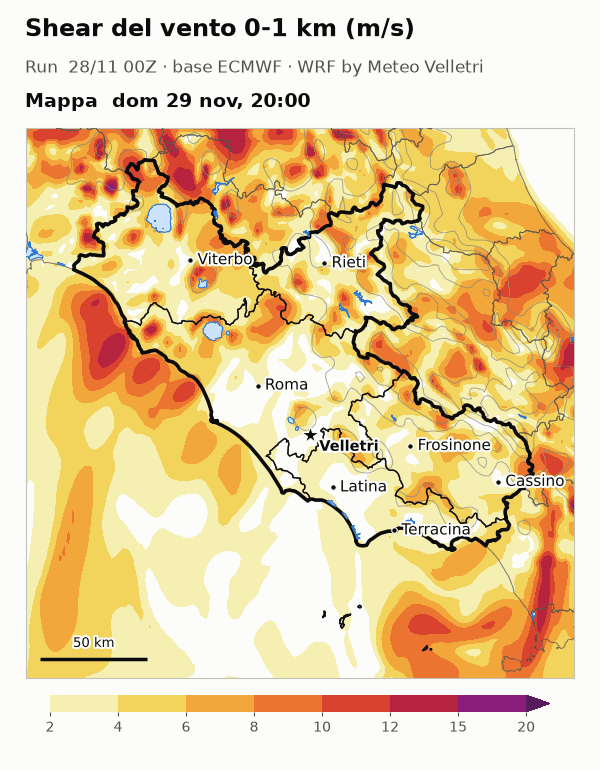 Shear del vento 0-1 km (m/s)
Run  28/11 00Z · base ECMWF · WRF by Meteo Velletri
Mappa  dom 29 nov, 20:00
Viterbo
Rieti
Roma
Velletri
Frosinone
Latina
Cassino
Terracina
50 km
2 4 6 8 10 12 15 20